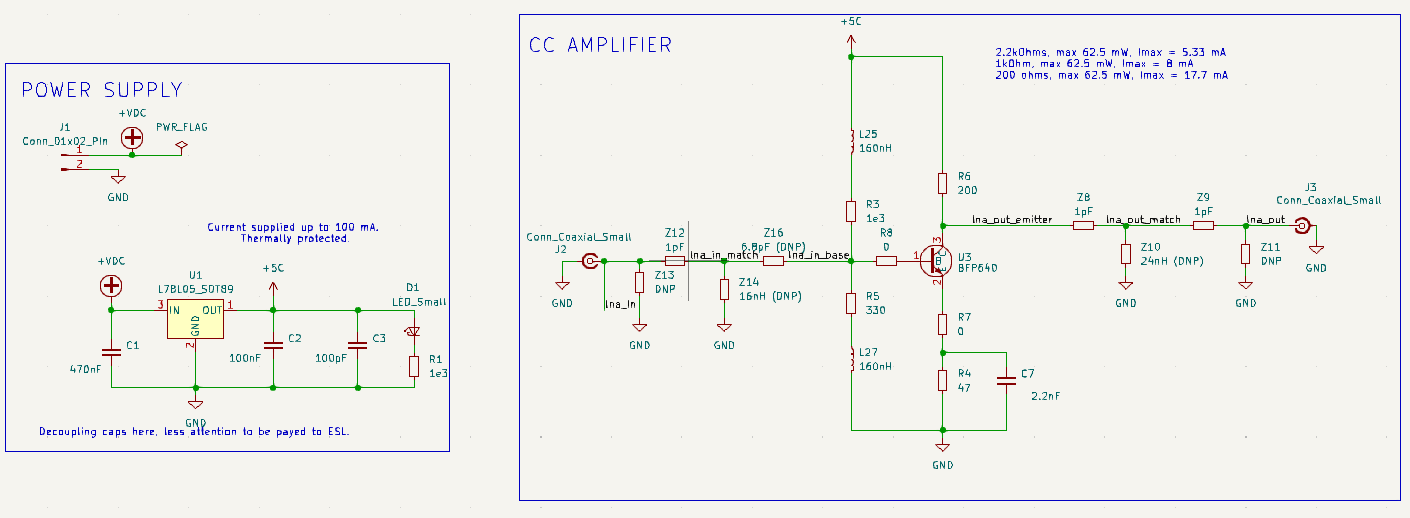 POWER SUPPLY
+VDC
J1
PWR_FLAG
Conn_01x02_Pin
1
2
GND
Current supplied up to 100 mA.
Thermally protected.
+VDC
U1
+5C
L78L05_SOT89
D1
LED_Small
3
IN
OUT
1
GND
2
C1
470nF
C2
100nF
C3
100pF
R1
1e3
GND
Decoupling caps here, less attention to be payed to ESL.
CC AMPLIFIER
+5C
2.2kOhms, max 62.5 mW, Imax = 5.33 mA
1kOhm, max 62.5 mW, Imax = 8 mA
200 ohms, max 62.5 mW, Imax = 17.7 mA
L25
160nH
R6
200
R3
1e3
R8
0
Conn_Coaxial_Small
J2
GND
lna_in
Z12
1pF
Z13
DNP
GND
lna_in_match
Z14
16nH (DNP)
GND
Z16
6.8pF (DNP)
lna_in_base
R5
330
L27
160nH
1
3
B
C
E
2
U3
BFP640
R7
0
R4
47
C7
2.2nF
GND
lna_out_emitter
Z8
1pF
lna_out_match
Z10
24nH (DNP)
GND
Z9
1pF
lna_out
Z11
DNP
GND
J3
Conn_Coaxial_Small
GND